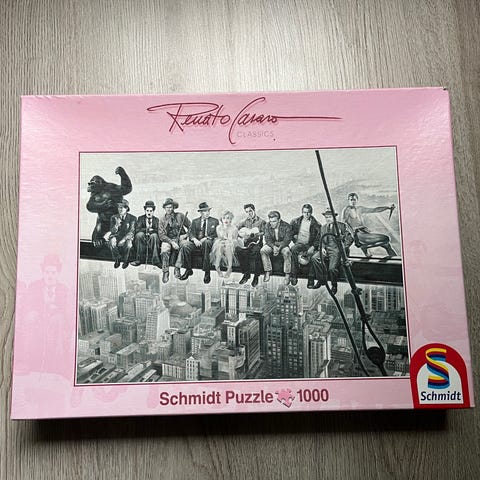 Renato Casaro
CLASSICS
Schmidt Puzzle 1000
Schmidt